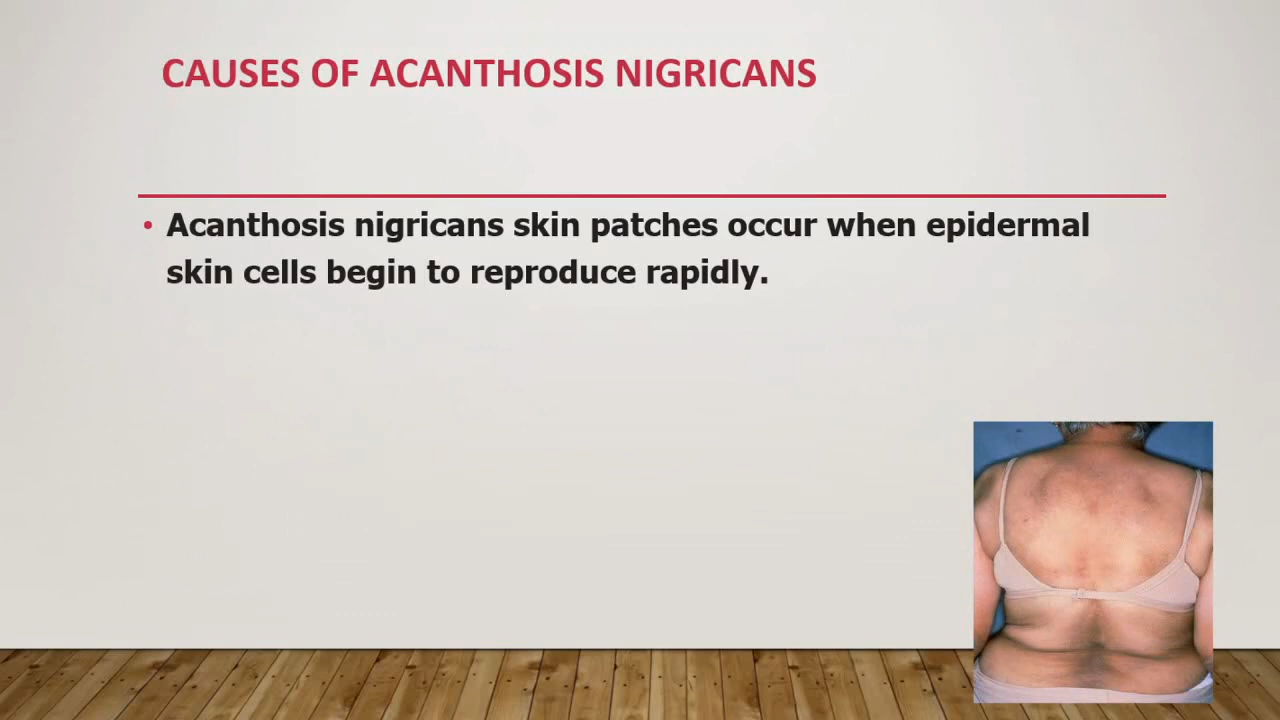 CAUSES OF ACANTHOSIS NIGRICANS
• Acanthosis nigricans skin patches occur when epidermal
skin cells begin to reproduce rapidly.